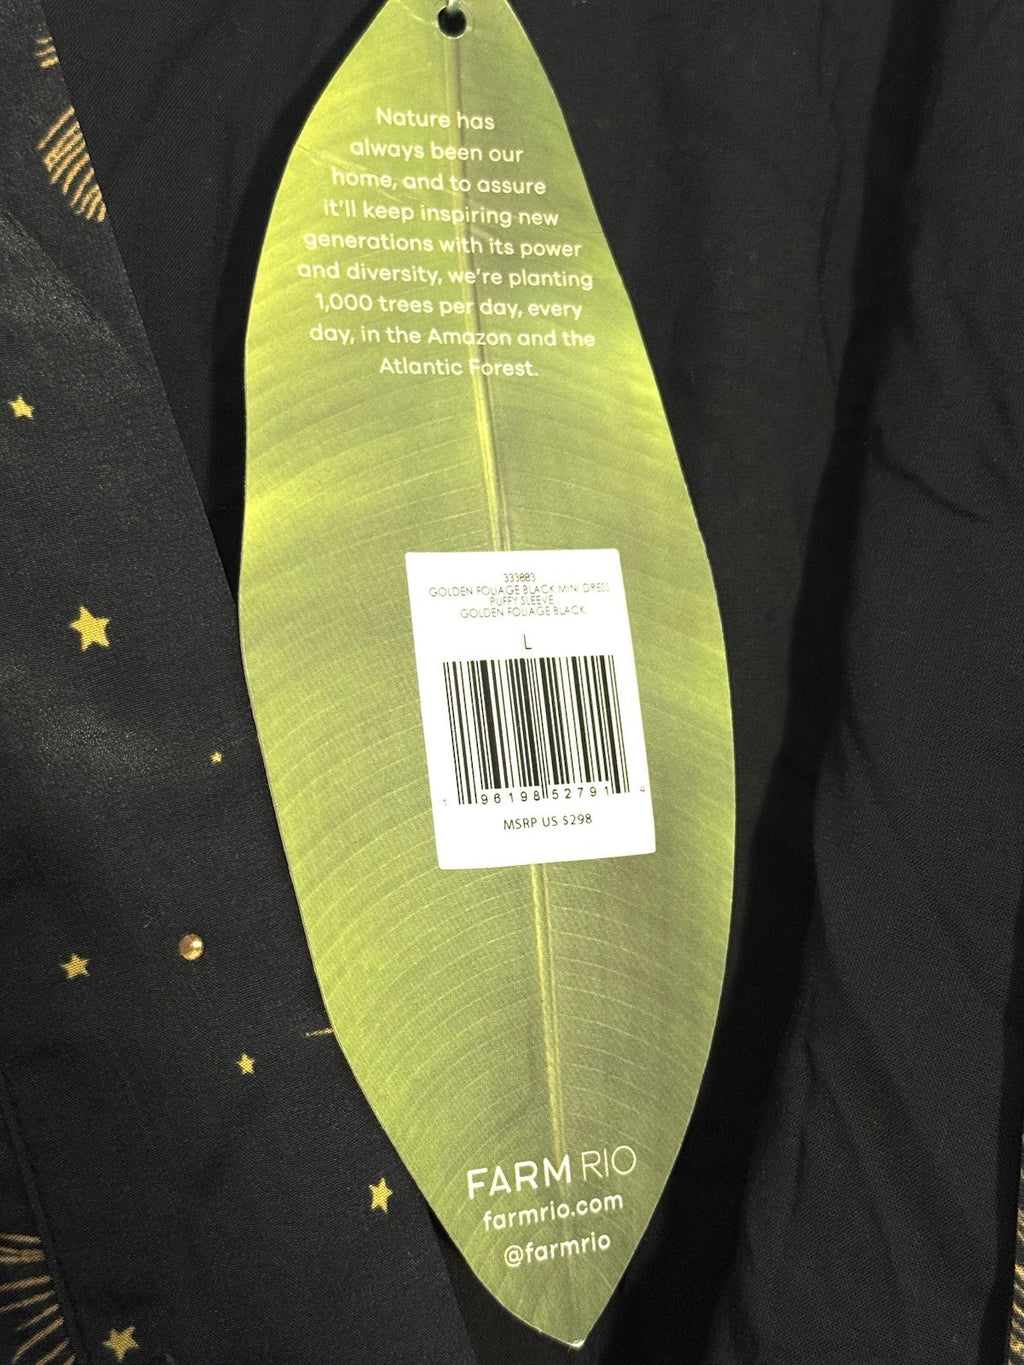 Nature has
always been our
home, and to assure
it'll keep inspiring new
generations with its power
and diversity, we're planting
1,000 trees per day, every
day, in the Amazon and the
Atlantic Forest.
333883
GOLDEN FOLIAGE BLACK MINI DRESS
PUFFY SLEEVE
GOLDEN FOLIAGE BLACK
L
1 96198 52791 4
MSRP US $298
FARM RIO
farmrio.com
@farmrio